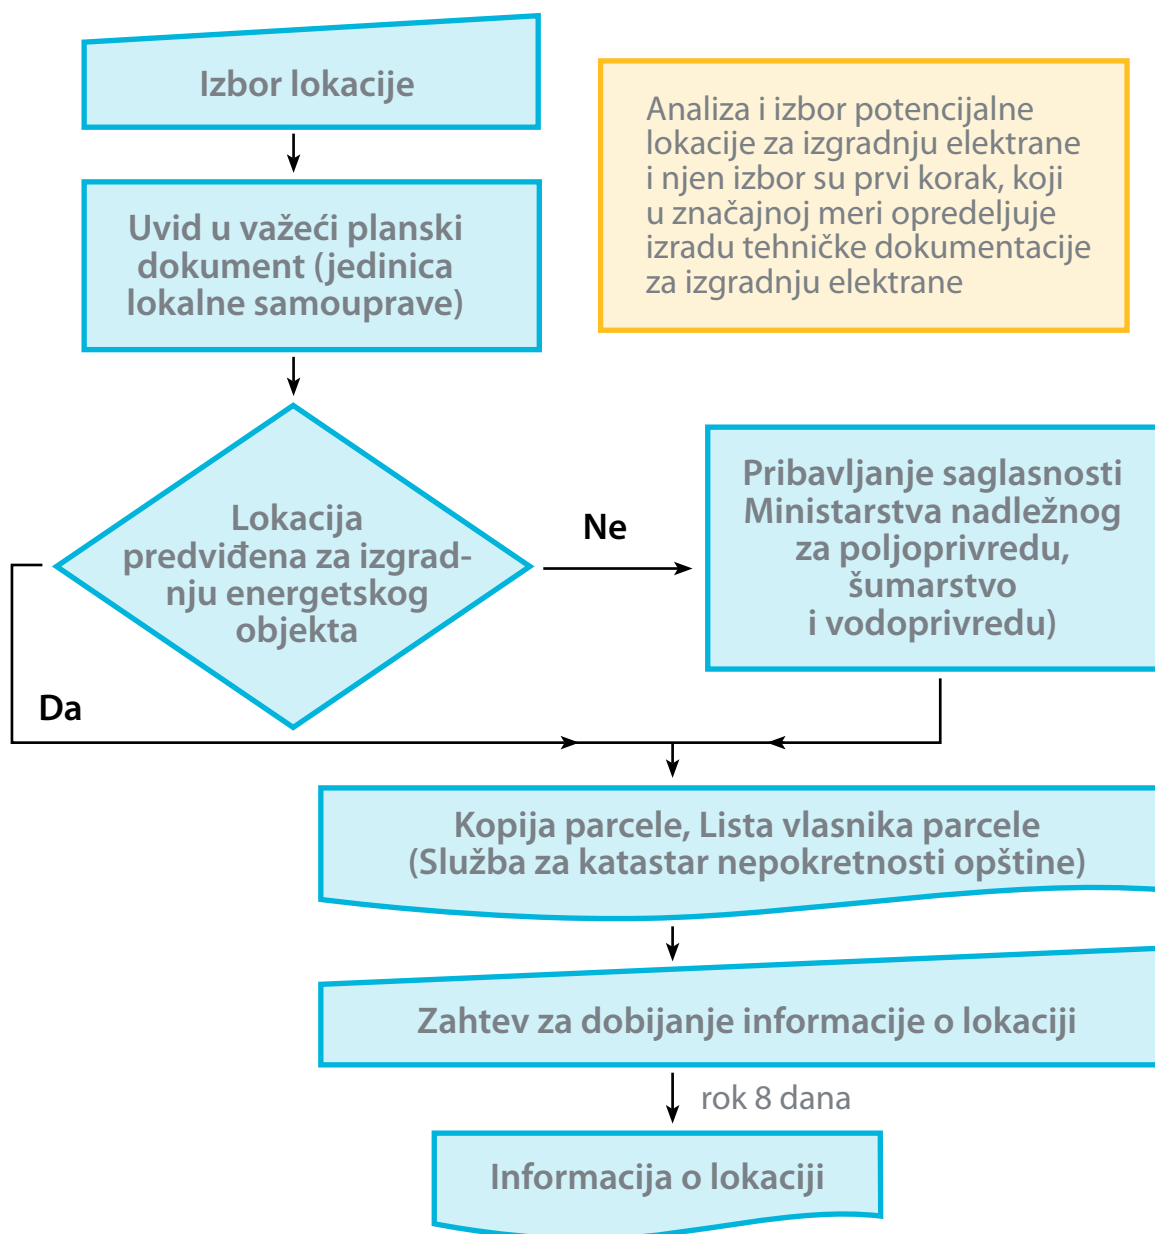 Izbor lokacije
Analiza i izbor potencijalne
lokacije za izgradnju elektrane
i njen izbor su prvi korak, koji
u značajnoj meri opredeljuje
izradu tehničke dokumentacije
za izgradnju elektrane
Uvid u važeći planski
dokument (jedinica
lokalne samouprave)
Lokacija
predviđena za izgrad-
nju energetskog
objekta
Ne
Pribavljanje saglasnosti
Ministarstva nadležnog
za poljoprivredu,
šumarstvo
i vodoprivredu)
Da
Kopija parcele, Lista vlasnika parcele
(Služba za katastar nepokretnosti opštine)
Zahtev za dobijanje informacije o lokaciji
rok 8 dana
Informacija o lokaciji